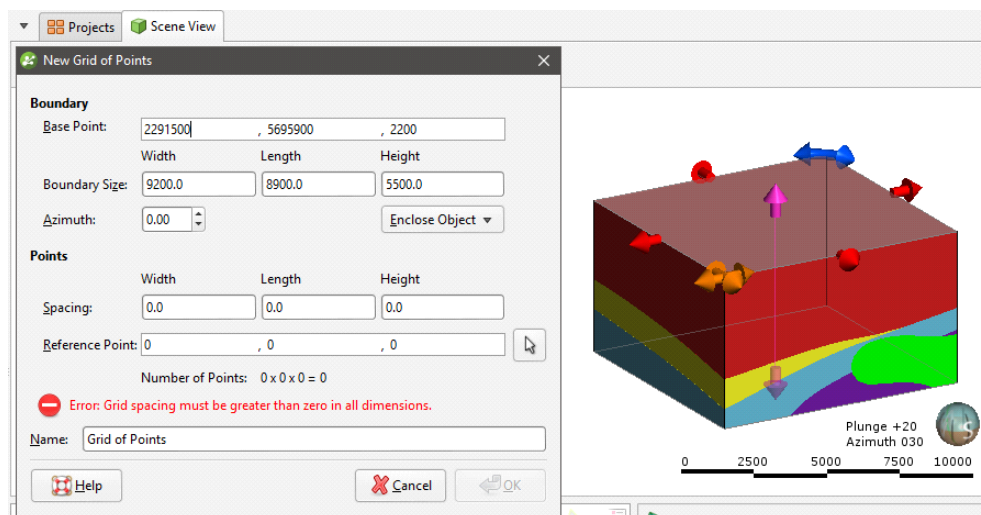 Projects Scene View
New Grid of Points
Boundary
Base Point: 2291500 , 5695900 , 2200
Width Length Height
Boundary Size: 9200.0 8900.0 5500.0
Azimuth: 0.00 Enclose Object
Points
Width Length Height
Spacing: 0.0 0.0 0.0
Reference Point: 0 , 0 , 0
Number of Points: 0 x 0 x 0 = 0
Error: Grid spacing must be greater than zero in all dimensions.
Name: Grid of Points
Help Cancel OK
Plunge +20
Azimuth 030
0 2500 5000 7500 10000
S